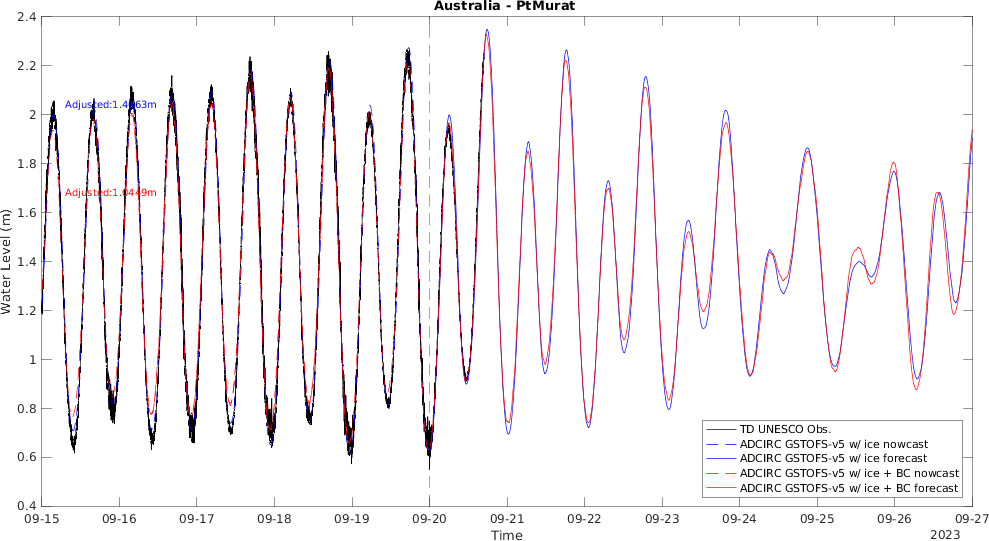 Australia - PtMurat
2.4
2.2
2
1.8
1.6
1.4
1.2
1
0.8
0.6
0.4
Water Level (m)
Adjusted:1.0449m
09-15 09-16 09-17 09-18 09-19 09-20 09-21 09-22 09-23 09-24 09-25 09-26 09-27
Time
2023
TD UNESCO Obs.
ADCIRC GSTOFS-v5 w/ ice nowcast
ADCIRC GSTOFS-v5 w/ ice forecast
ADCIRC GSTOFS-v5 w/ ice + BC nowcast
ADCIRC GSTOFS-v5 w/ ice + BC forecast